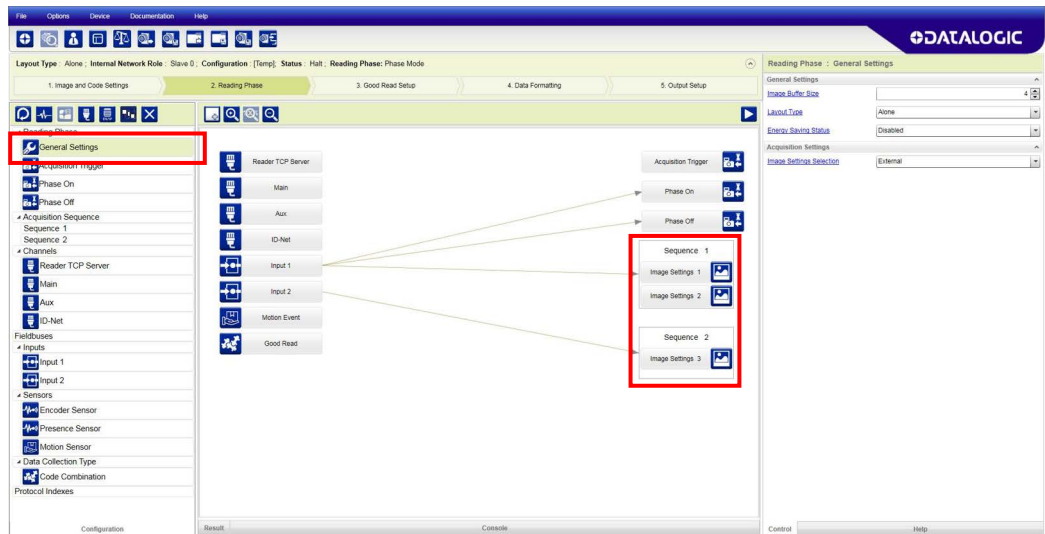 File Options Device Documentation Help
DATALOGIC
Layout Type : Alone ; Internal Network Role : Slave 0 ; Configuration : [Temp]; Status : Halt ; Reading Phase: Phase Mode
1. Image and Code Settings
2. Reading Phase
3. Good Read Setup
4. Data Formatting
5. Output Setup
Reading Phase
General Settings
Acquisition Trigger
Phase On
Phase Off
Acquisition Sequence
Sequence 1
Sequence 2
Channels
Reader TCP Server
Main
Aux
ID-Net
Fieldbuses
Inputs
Input 1
Input 2
Sensors
Encoder Sensor
Presence Sensor
Motion Sensor
Data Collection Type
Code Combination
Protocol Indexes
Configuration
Reader TCP Server
Main
Aux
ID-Net
Input 1
Input 2
Motion Event
Good Read
Acquisition Trigger
Phase On
Phase Off
Sequence 1
Image Settings 1
Image Settings 2
Sequence 2
Image Settings 3
Result
Console
Reading Phase : General Settings
General Settings
Image Buffer Size 4
Layout Type Alone
Energy Saving Status Disabled
Acquisition Settings
Image Settings Selection External
Control
Help